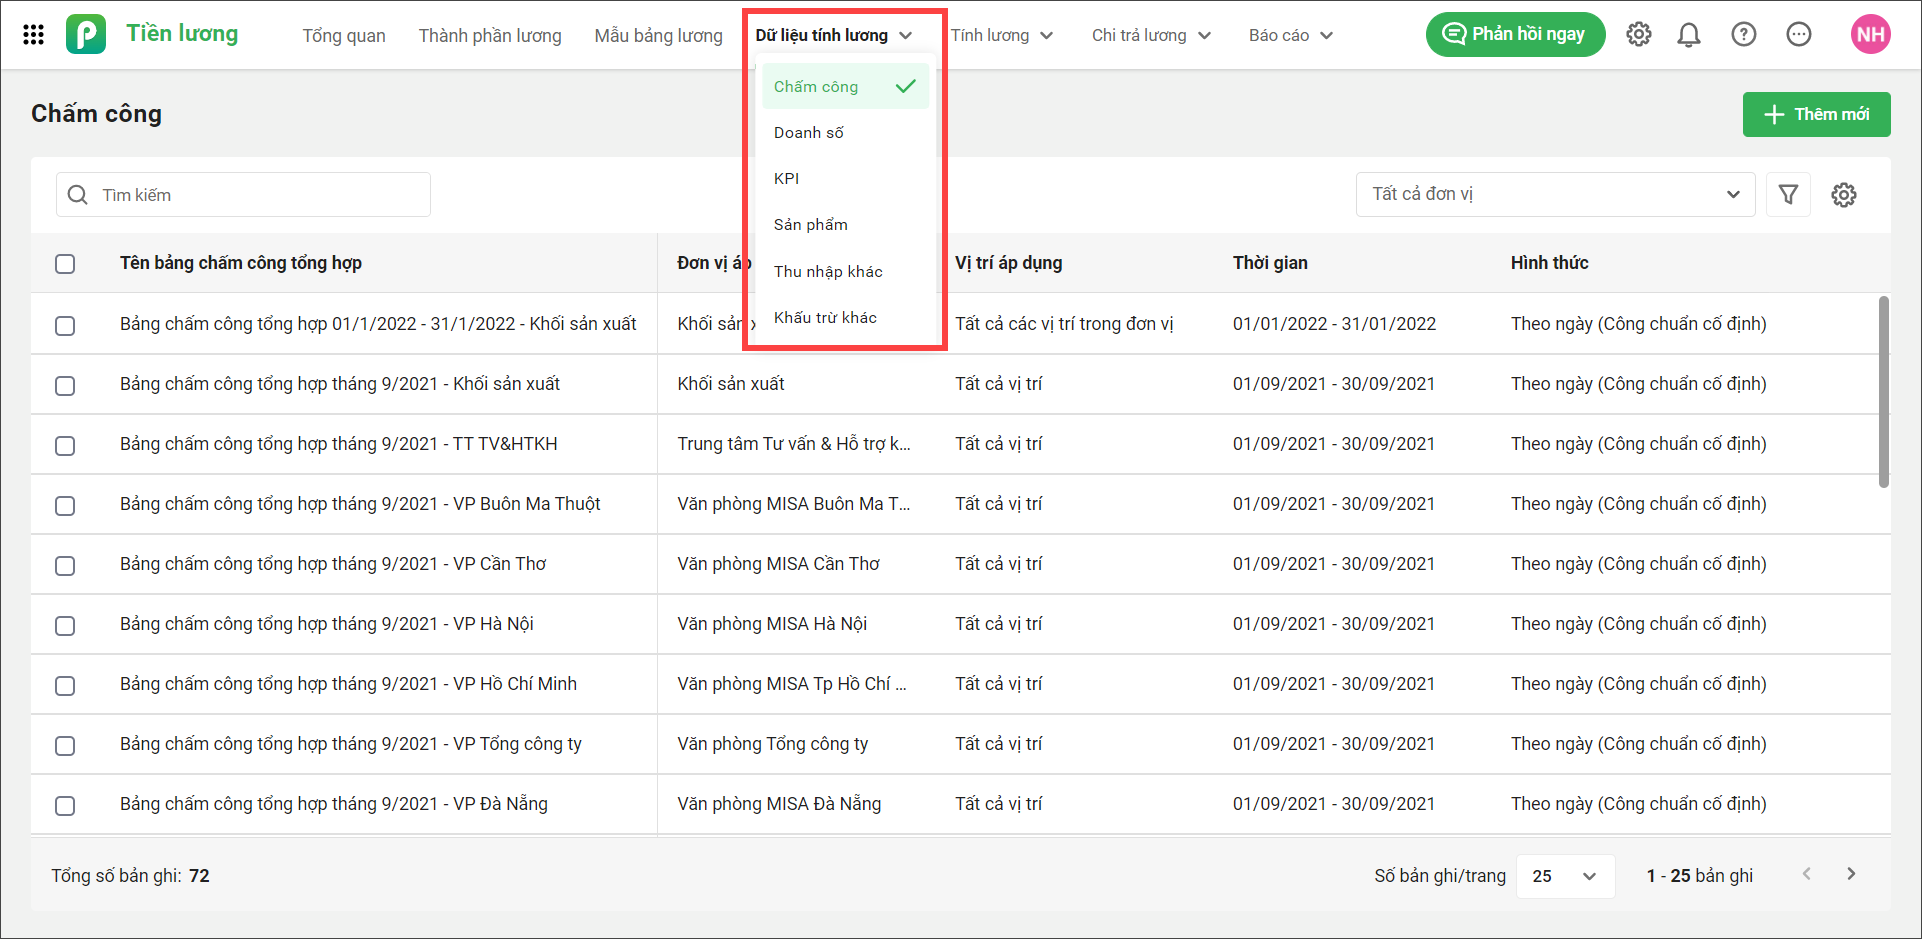 Tiền lương Tổng quan Thành phần lương Mẫu bảng lương Dữ liệu tính lương Tính lương Chi trả lương Báo cáo Phản hồi ngay NH
Chấm công
Doanh số
KPI
Sản phẩm
Thu nhập khác
Khấu trừ khác
Chấm công Thêm mới
Tìm kiếm Tất cả đơn vị
Tên bảng chấm công tổng hợp Đơn vị áp Vị trí áp dụng Thời gian Hình thức
Bảng chấm công tổng hợp 01/1/2022 - 31/1/2022 - Khối sản xuất Khối sản Tất cả các vị trí trong đơn vị 01/01/2022 - 31/01/2022 Theo ngày (Công chuẩn cố định)
Bảng chấm công tổng hợp tháng 9/2021 - Khối sản xuất Khối sản xuất Tất cả vị trí 01/09/2021 - 30/09/2021 Theo ngày (Công chuẩn cố định)
Bảng chấm công tổng hợp tháng 9/2021 - TT TV&HTKH Trung tâm Tư vấn & Hỗ trợ k... Tất cả vị trí 01/09/2021 - 30/09/2021 Theo ngày (Công chuẩn cố định)
Bảng chấm công tổng hợp tháng 9/2021 - VP Buôn Ma Thuột Văn phòng MISA Buôn Ma T... Tất cả vị trí 01/09/2021 - 30/09/2021 Theo ngày (Công chuẩn cố định)
Bảng chấm công tổng hợp tháng 9/2021 - VP Cần Thơ Văn phòng MISA Cần Thơ Tất cả vị trí 01/09/2021 - 30/09/2021 Theo ngày (Công chuẩn cố định)
Bảng chấm công tổng hợp tháng 9/2021 - VP Hà Nội Văn phòng MISA Hà Nội Tất cả vị trí 01/09/2021 - 30/09/2021 Theo ngày (Công chuẩn cố định)
Bảng chấm công tổng hợp tháng 9/2021 - VP Hồ Chí Minh Văn phòng MISA Tp Hồ Chí ... Tất cả vị trí 01/09/2021 - 30/09/2021 Theo ngày (Công chuẩn cố định)
Bảng chấm công tổng hợp tháng 9/2021 - VP Tổng công ty Văn phòng Tổng công ty Tất cả vị trí 01/09/2021 - 30/09/2021 Theo ngày (Công chuẩn cố định)
Bảng chấm công tổng hợp tháng 9/2021 - VP Đà Nẵng Văn phòng MISA Đà Nẵng Tất cả vị trí 01/09/2021 - 30/09/2021 Theo ngày (Công chuẩn cố định)
Tổng số bản ghi: 72 Số bản ghi/trang 25 1 - 25 bản ghi